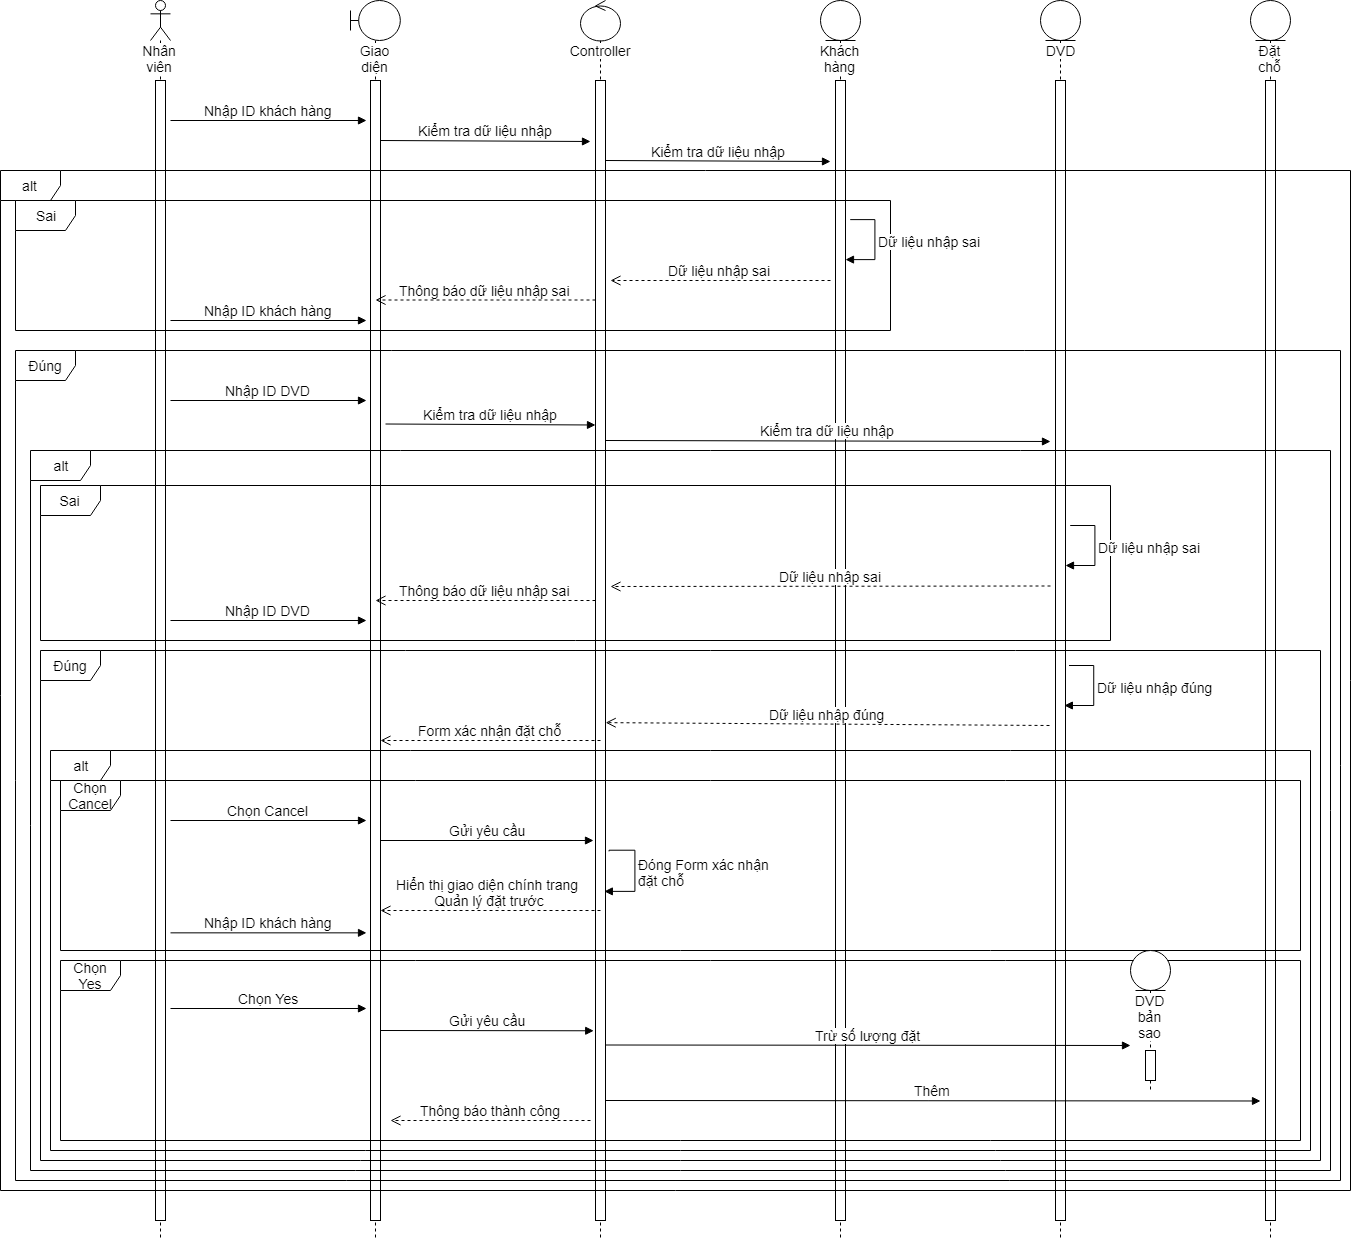 Nhân
viên
Giao
diện
Controller
Khách
hàng
DVD
Đặt
chỗ
Nhập ID khách hàng
Kiểm tra dữ liệu nhập
Kiểm tra dữ liệu nhập
alt
Sai
Dữ liệu nhập sai
Dữ liệu nhập sai
Thông báo dữ liệu nhập sai
Nhập ID khách hàng
Đúng
Nhập ID DVD
Kiểm tra dữ liệu nhập
Kiểm tra dữ liệu nhập
alt
Sai
Dữ liệu nhập sai
Dữ liệu nhập sai
Thông báo dữ liệu nhập sai
Nhập ID DVD
Đúng
Dữ liệu nhập đúng
Dữ liệu nhập đúng
Form xác nhận đặt chỗ
alt
Chọn
Cancel
Chọn Cancel
Gửi yêu cầu
Đóng Form xác nhận
đặt chỗ
Hiển thị giao diện chính trang
Quản lý đặt trước
Nhập ID khách hàng
Chọn
Yes
Chọn Yes
Gửi yêu cầu
DVD
bản
sao
Trừ số lượng đặt
Thêm
Thông báo thành công